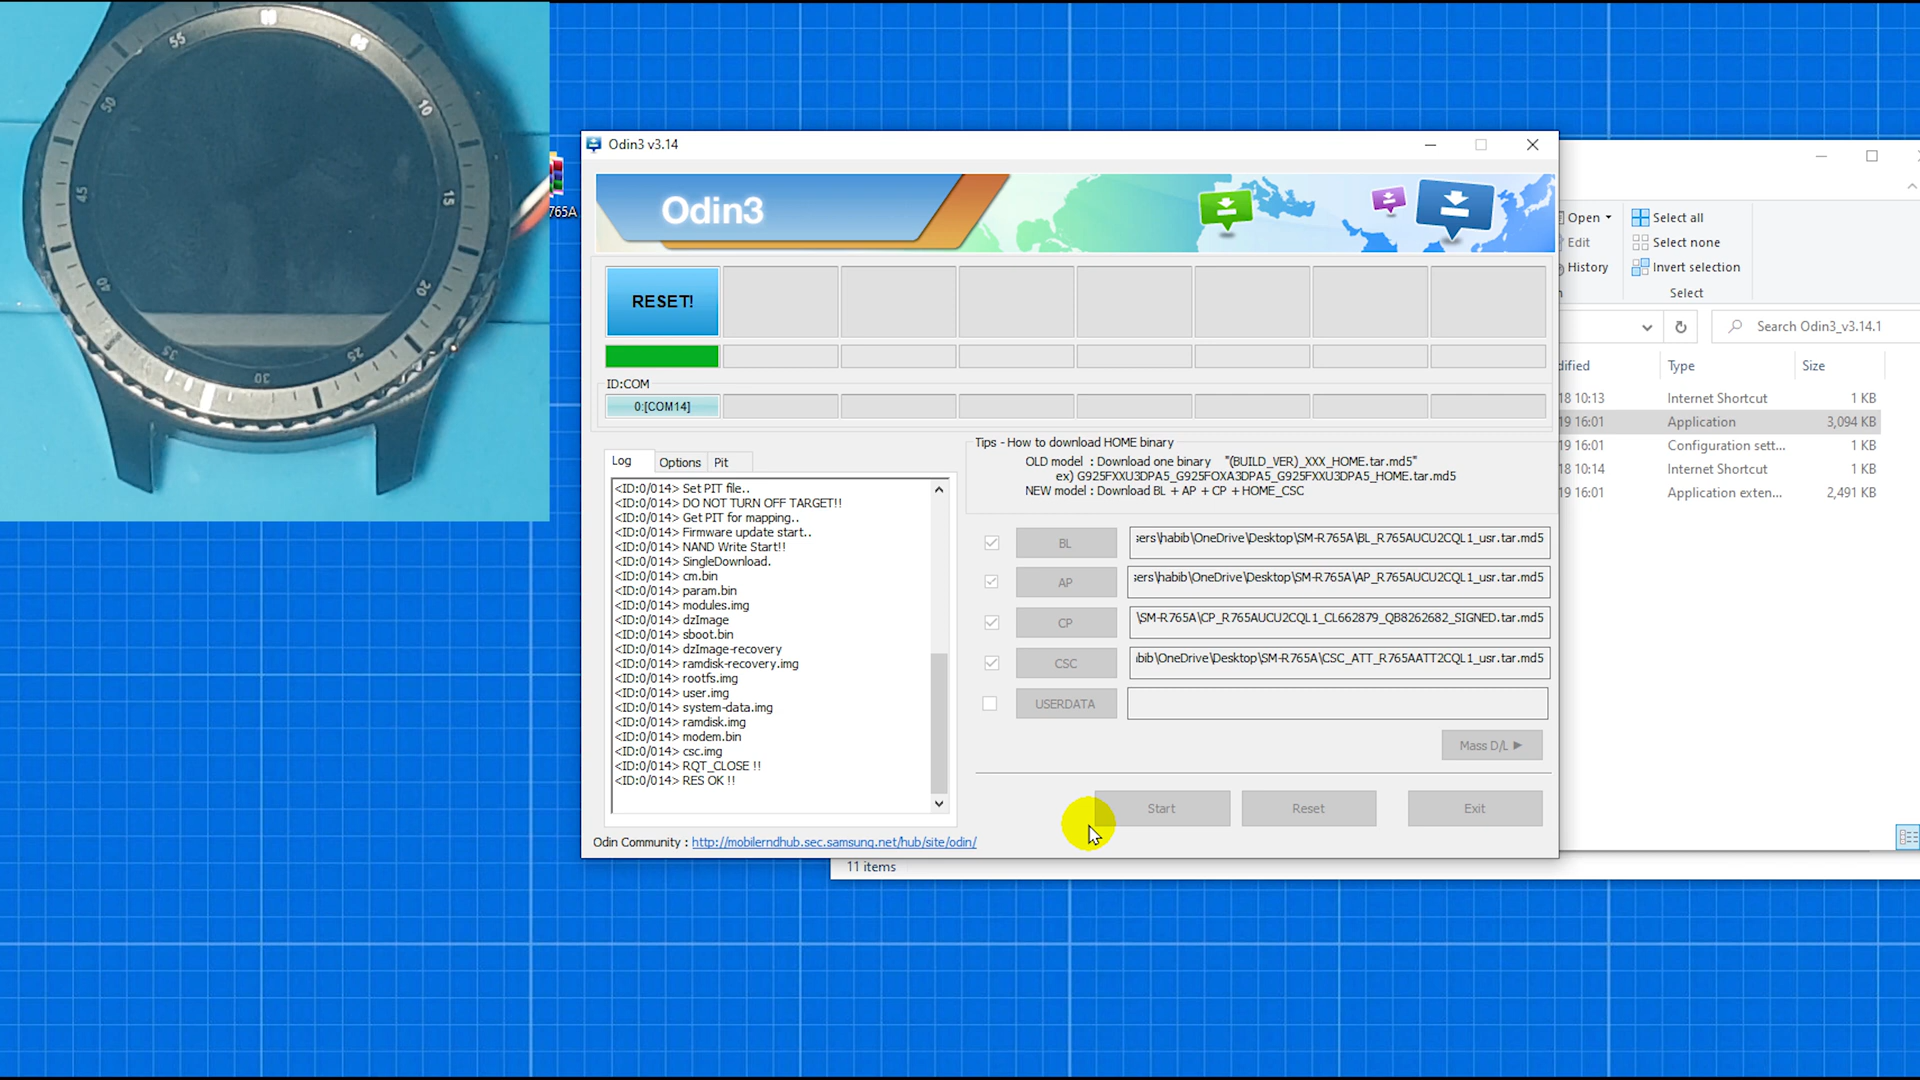 55
10
50
45
15
40
20
35
25
30
765A
Odin3 v3.14
Odin3
RESET!
ID:COM
0:[COM14]
Log
Options
Pit
<ID:0/014> Set PIT file..
<ID:0/014> DO NOT TURN OFF TARGET!!
<ID:0/014> Get PIT for mapping..
<ID:0/014> Firmware update start..
<ID:0/014> NAND Write Start!!
<ID:0/014> SingleDownload.
<ID:0/014> cm.bin
<ID:0/014> param.bin
<ID:0/014> modules.img
<ID:0/014> dzImage
<ID:0/014> sboot.bin
<ID:0/014> dzImage-recovery
<ID:0/014> ramdisk-recovery.img
<ID:0/014> rootfs.img
<ID:0/014> user.img
<ID:0/014> system-data.img
<ID:0/014> ramdisk.img
<ID:0/014> modem.bin
<ID:0/014> csc.img
<ID:0/014> RQT_CLOSE !!
<ID:0/014> RES OK !!
Odin Community : http://mobilerndhub.sec.samsung.net/hub/site/odin/
Tips - How to download HOME binary
OLD model : Download one binary "(BUILD_VER)_XXX_HOME.tar.md5"
ex) G925FXXU3DPA5_G925FOXA3DPA5_G925FXXU3DPA5_HOME.tar.md5
NEW model : Download BL + AP + CP + HOME_CSC
BL
sers\habib\OneDrive\Desktop\SM-R765A\BL_R765AUCU2CQL1_usr.tar.md5
AP
sers\habib\OneDrive\Desktop\SM-R765A\AP_R765AUCU2CQL1_usr.tar.md5
CP
\SM-R765A\CP_R765AUCU2CQL1_CL662879_QB8262682_SIGNED.tar.md5
CSC
ibib\OneDrive\Desktop\SM-R765A\CSC_ATT_R765AATT2CQL1_usr.tar.md5
USERDATA
Mass D/L
Start
Reset
Exit
Open
Edit
History
Select all
Select none
Invert selection
Select
Search Odin3_v3.14.1
dified
Type
Size
18 10:13
Internet Shortcut
1 KB
19 16:01
Application
3,094 KB
19 16:01
Configuration sett...
1 KB
18 10:14
Internet Shortcut
1 KB
19 16:01
Application exten...
2,491 KB
11 items